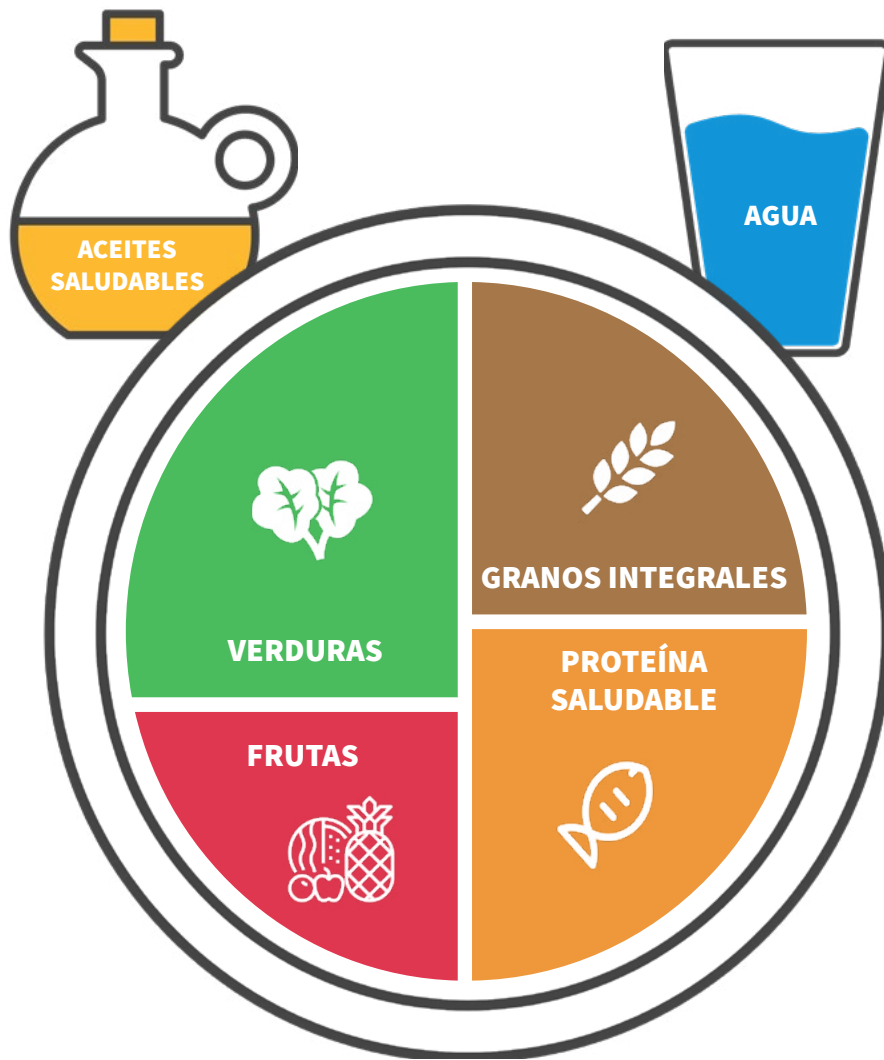 ACEITES
SALUDABLES
AGUA
GRANOS INTEGRALES
VERDURAS
PROTEÍNA
SALUDABLE
FRUTAS